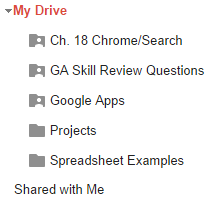 My Drive
Ch. 18 Chrome/Search
GA Skill Review Questions
Google Apps
Projects
Spreadsheet Examples
Shared with Me